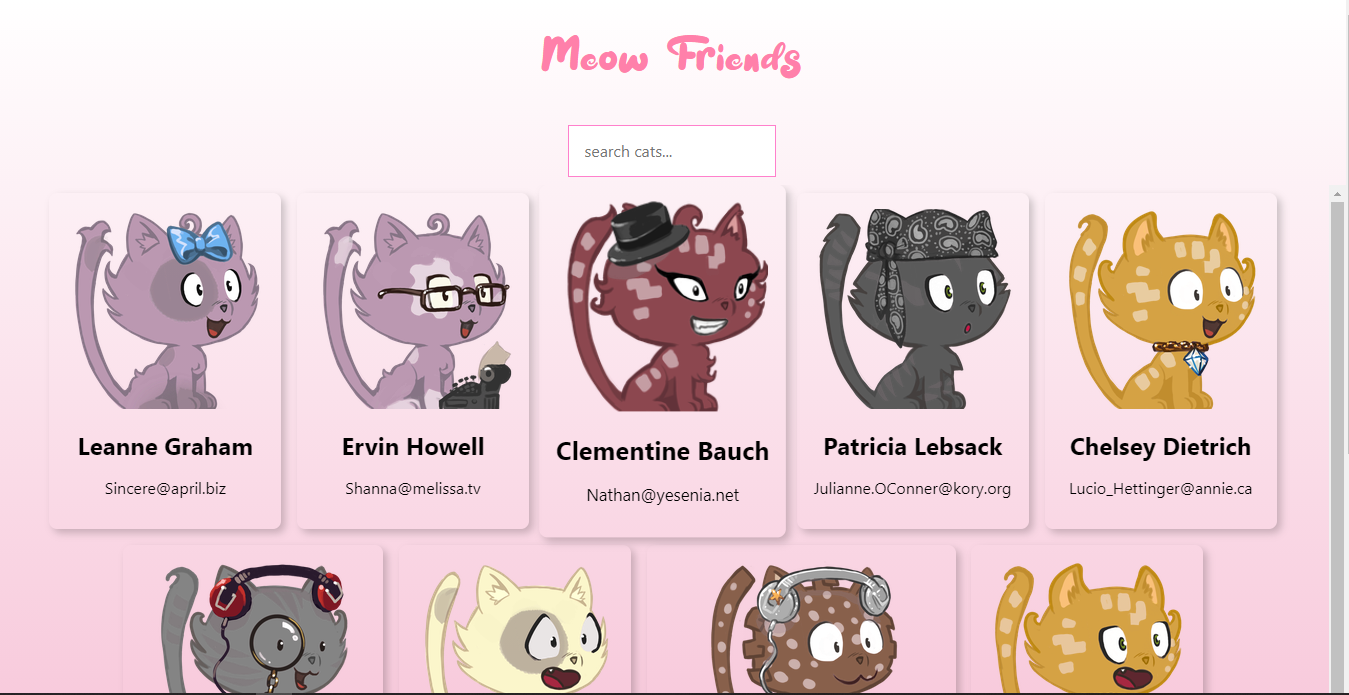 Meow Friends
search cats...
Leanne Graham
Sincere@april.biz
Ervin Howell
Shanna@melissa.tv
Clementine Bauch
Nathan@yesenia.net
Patricia Lebsack
Julianne.OConner@kory.org
Chelsey Dietrich
Lucio_Hettinger@annie.ca